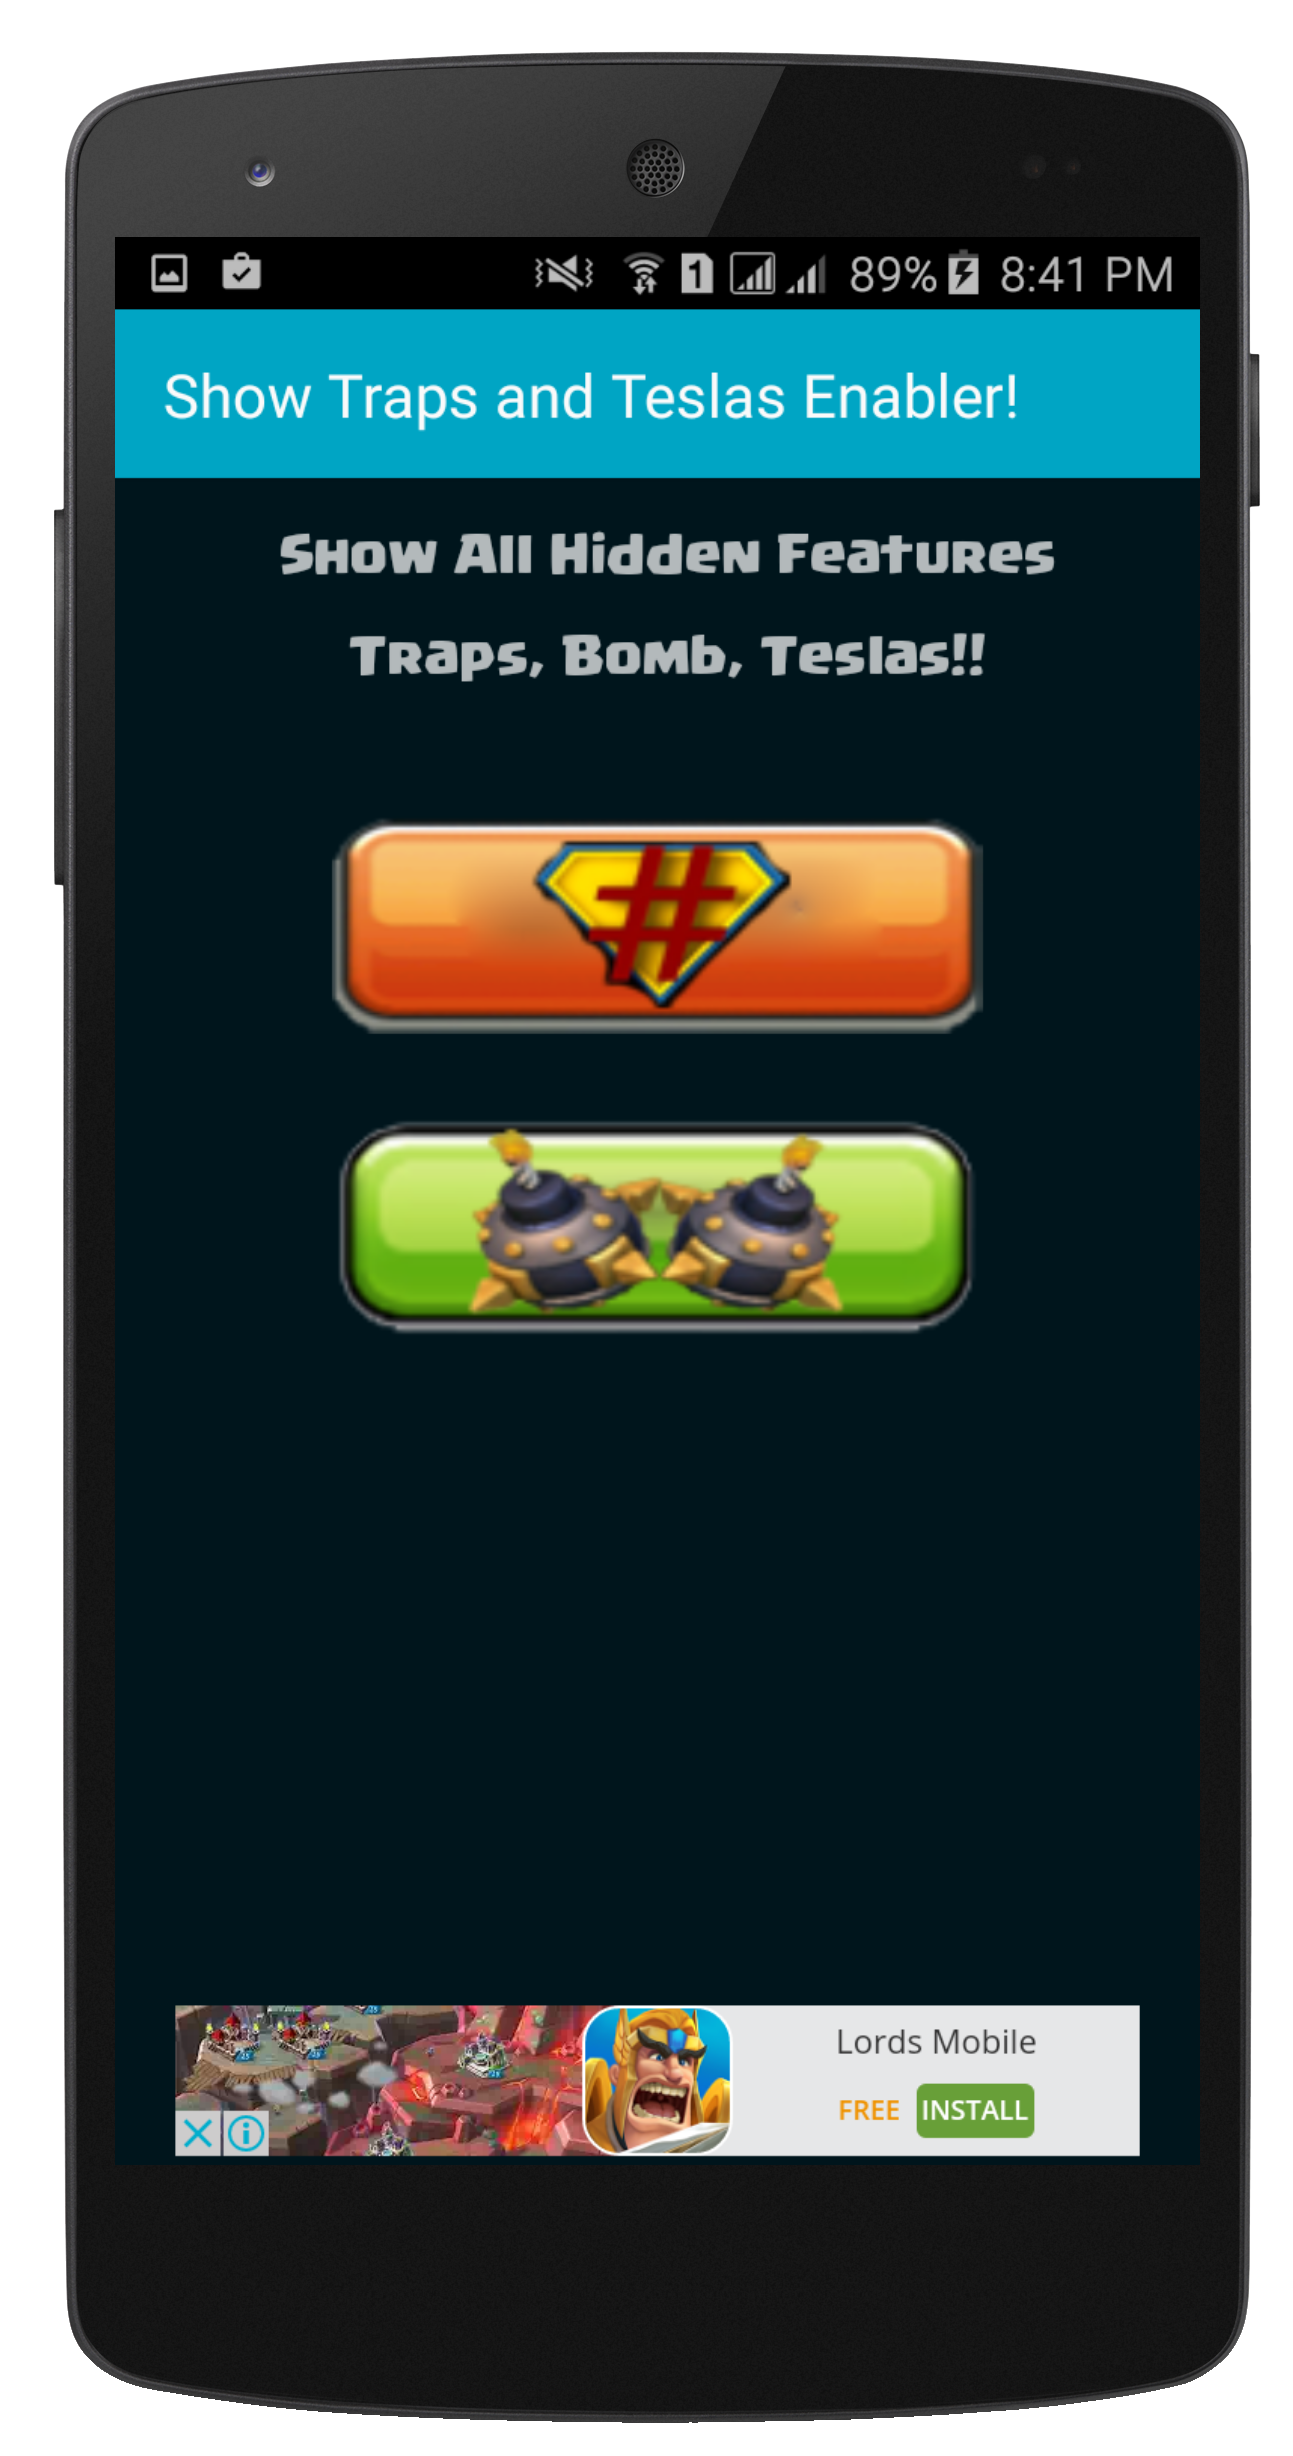 1 89% 8:41 PM
Show Traps and Teslas Enabler!
Show All Hidden Features
Traps, Bomb, Teslas!!
#
Lords Mobile
FREE INSTALL